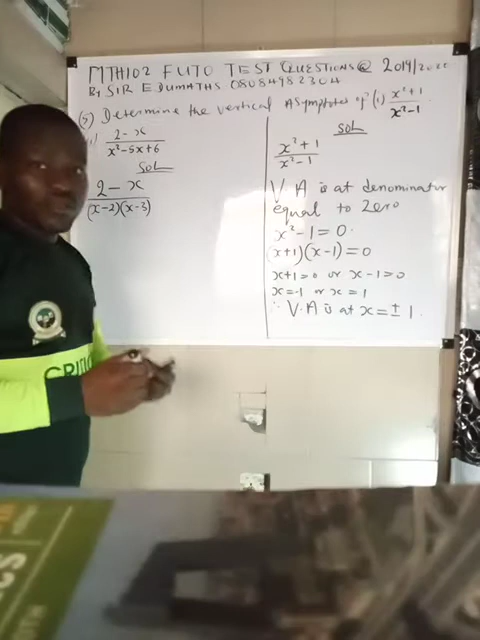 MTH102 FUTO TEST QUESTIONS @ 2019/2020
BY SIR EDUMATHS 08084982304
(5) Determine the vertical Asymptotes of (i) x²+1 / x²-1
2-x / x²-5x+6
Sol
2-x / (x-2)(x-3)
Sol
x²+1 / x²-1
V.A is at denominator
equal to zero
x²-1=0.
(x+1)(x-1)=0
x+1=0 or x-1=0
x=-1 or x=1
∴ V.A is at x=±1.